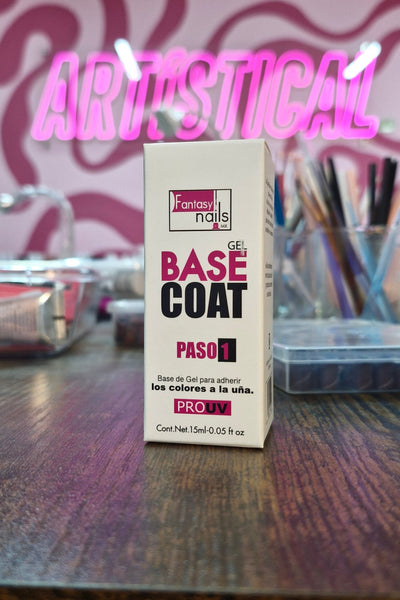 ARTÍSTICAL
Fantasy
nails
GEL
BASE
COAT
PASO 1
Base de Gel para adherir
los colores a la uña.
PRO UV
Cont.Net.15ml-0.05 ft oz